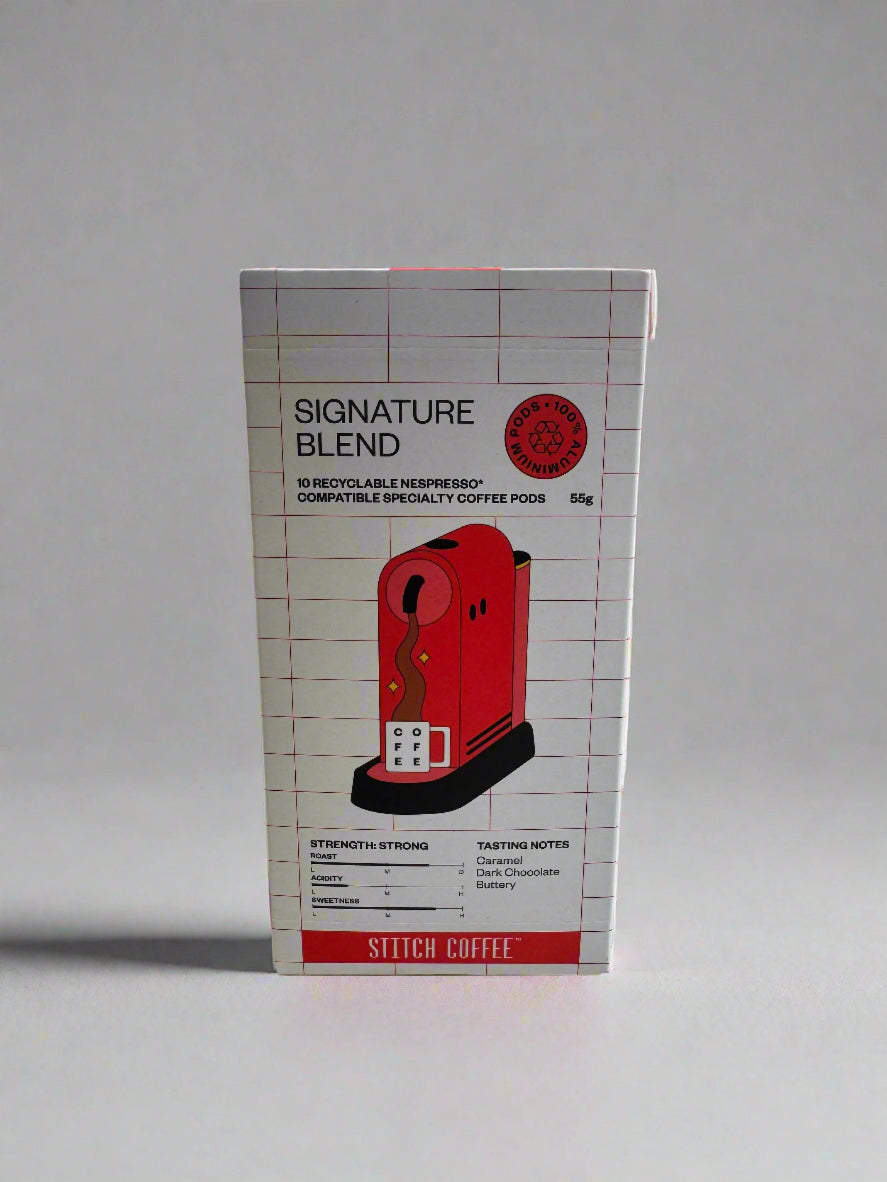 SIGNATURE
BLEND
PODS • 100% ALUMINIUM
10 RECYCLABLE NESPRESSO*
COMPATIBLE SPECIALTY COFFEE PODS 55g
C O
F F
E E
STRENGTH: STRONG
ROAST
L M D
ACIDITY
L M H
SWEETNESS
L M H
TASTING NOTES
Caramel
Dark Chocolate
Buttery
STITCH COFFEE™